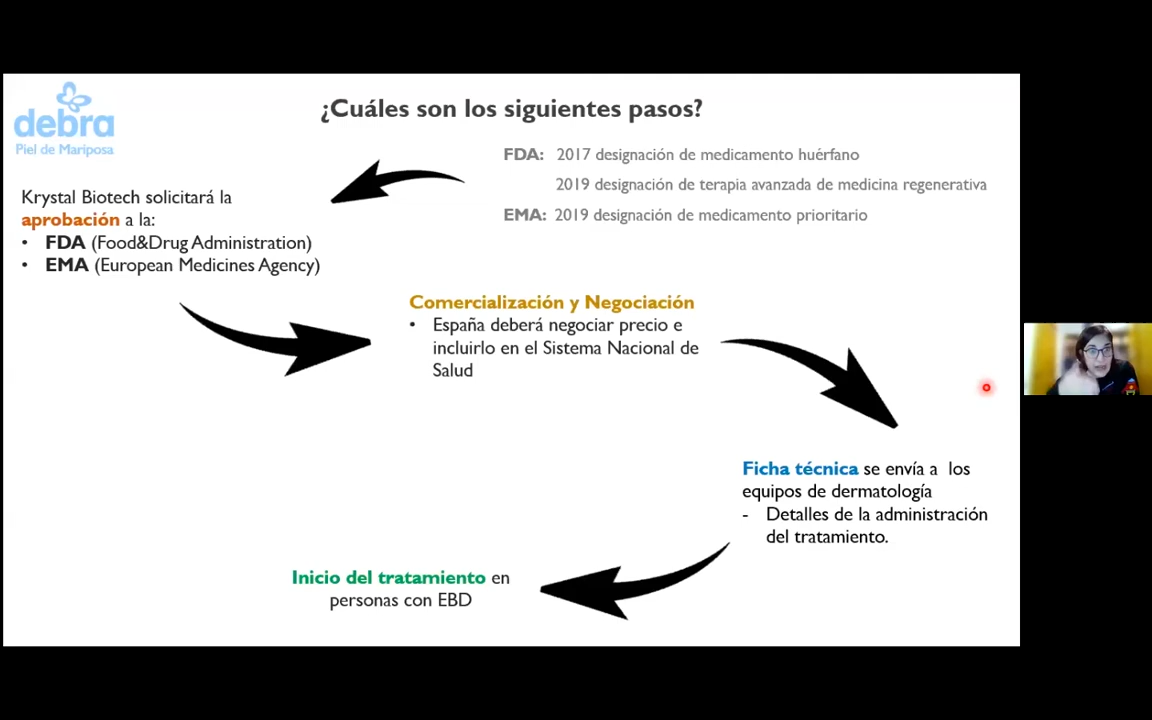 debra
Piel de Mariposa
¿Cuáles son los siguientes pasos?
FDA: 2017 designación de medicamento huérfano
2019 designación de terapia avanzada de medicina regenerativa
EMA: 2019 designación de medicamento prioritario
Krystal Biotech solicitará la
aprobación a la:
• FDA (Food&Drug Administration)
• EMA (European Medicines Agency)
Comercialización y Negociación
• España deberá negociar precio e
incluirlo en el Sistema Nacional de
Salud
Ficha técnica se envía a los
equipos de dermatología
- Detalles de la administración
del tratamiento.
Inicio del tratamiento en
personas con EBD